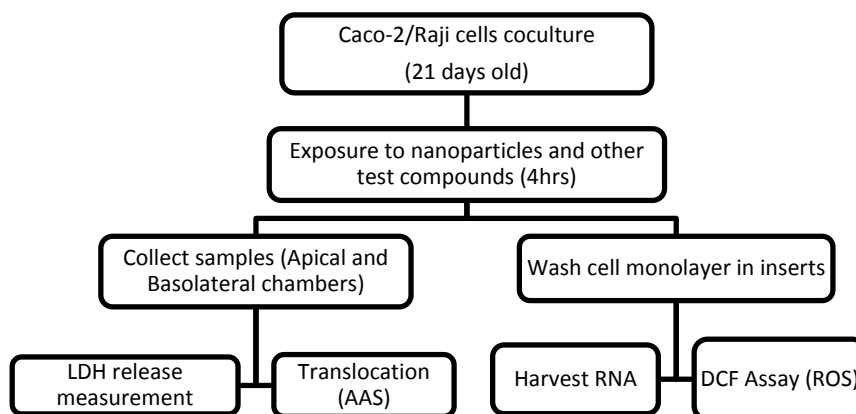 Caco-2/Raji cells coculture
(21 days old)
Exposure to nanoparticles and other
test compounds (4hrs)
Collect samples (Apical and
Basolateral chambers)
Wash cell monolayer in inserts
LDH release
measurement
Translocation
(AAS)
Harvest RNA
DCF Assay (ROS)